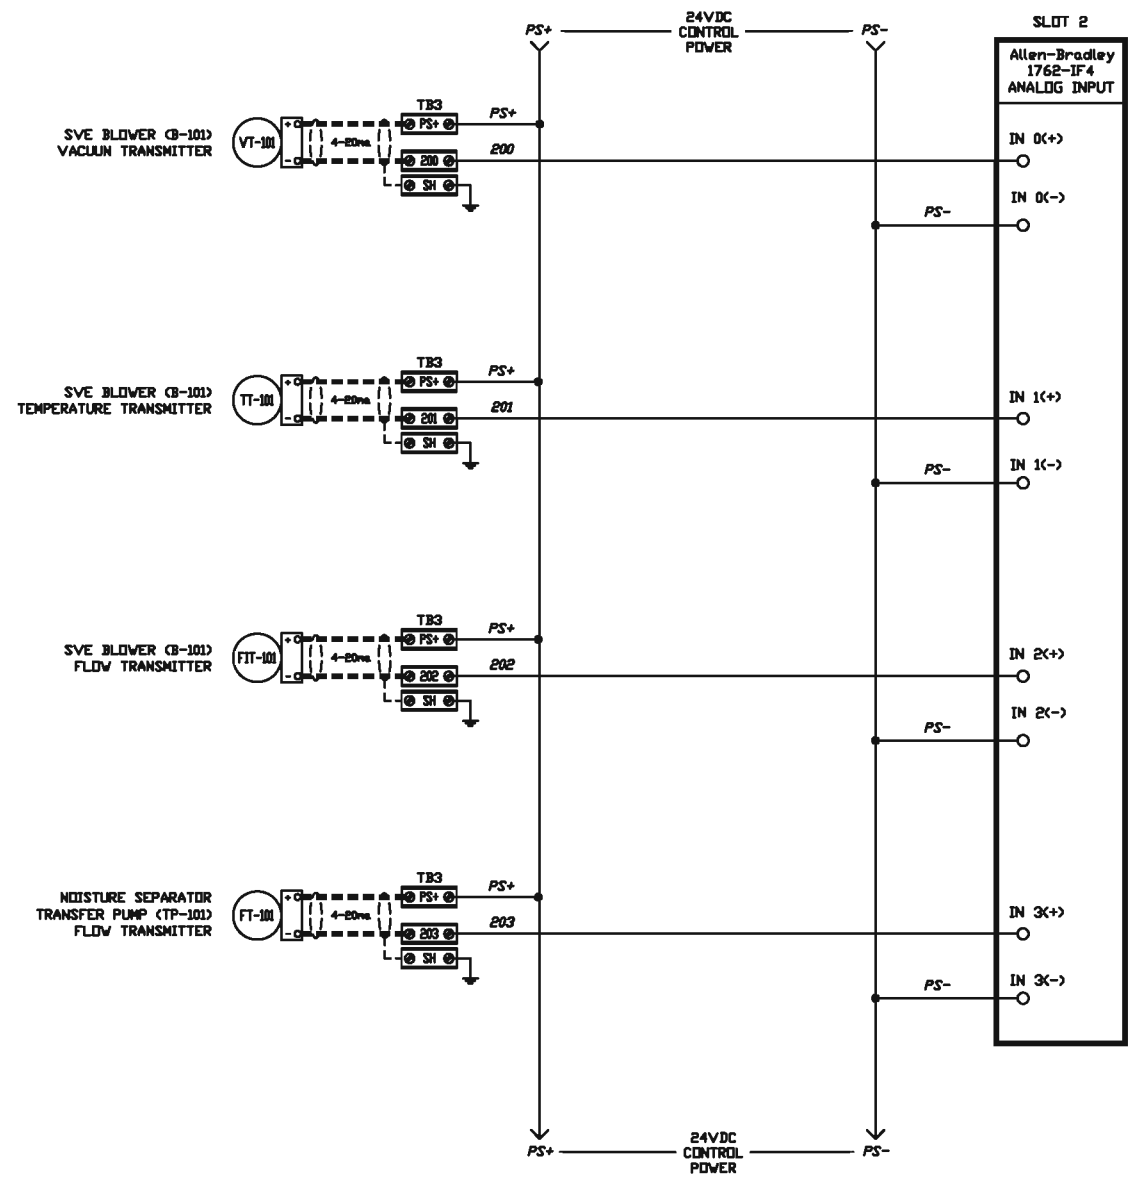 24VDC
PS+ CONTROL PS-
POWER
SLOT 2
Allen-Bradley
1762-IF4
ANALOG INPUT
TB3
PS+
SVE BLOWER (B-101)
VACUUN TRANSMITTER
VT-101
+
-
4-20ma
PS+
200
200
SH
IN 0(+)
IN 0(-)
PS-
TB3
PS+
SVE BLOWER (B-101)
TEMPERATURE TRANSMITTER
TT-101
+
-
4-20ma
PS+
201
201
SH
IN 1(+)
IN 1(-)
PS-
TB3
PS+
SVE BLOWER (B-101)
FLOW TRANSMITTER
FIT-101
+
-
4-20ma
PS+
202
202
SH
IN 2(+)
IN 2(-)
PS-
TB3
PS+
NOISTURE SEPARATOR
TRANSFER PUMP (TP-101)
FLOW TRANSMITTER
FT-101
+
-
4-20ma
PS+
203
203
SH
IN 3(+)
IN 3(-)
PS-
24VDC
PS+ CONTROL PS-
POWER